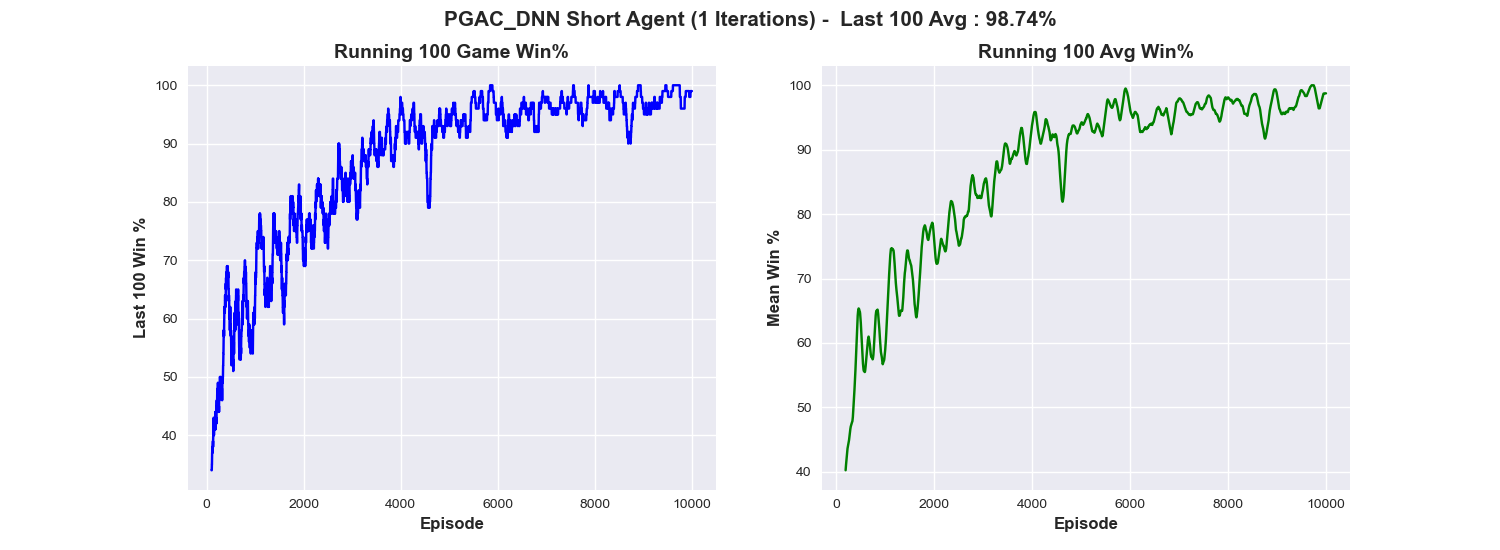 PGAC_DNN Short Agent (1 Iterations) -  Last 100 Avg : 98.74%
Running 100 Game Win%
Last 100 Win %
100
90
80
70
60
50
40
0 2000 4000 6000 8000 10000
Episode
Running 100 Avg Win%
Mean Win %
100
90
80
70
60
50
40
0 2000 4000 6000 8000 10000
Episode